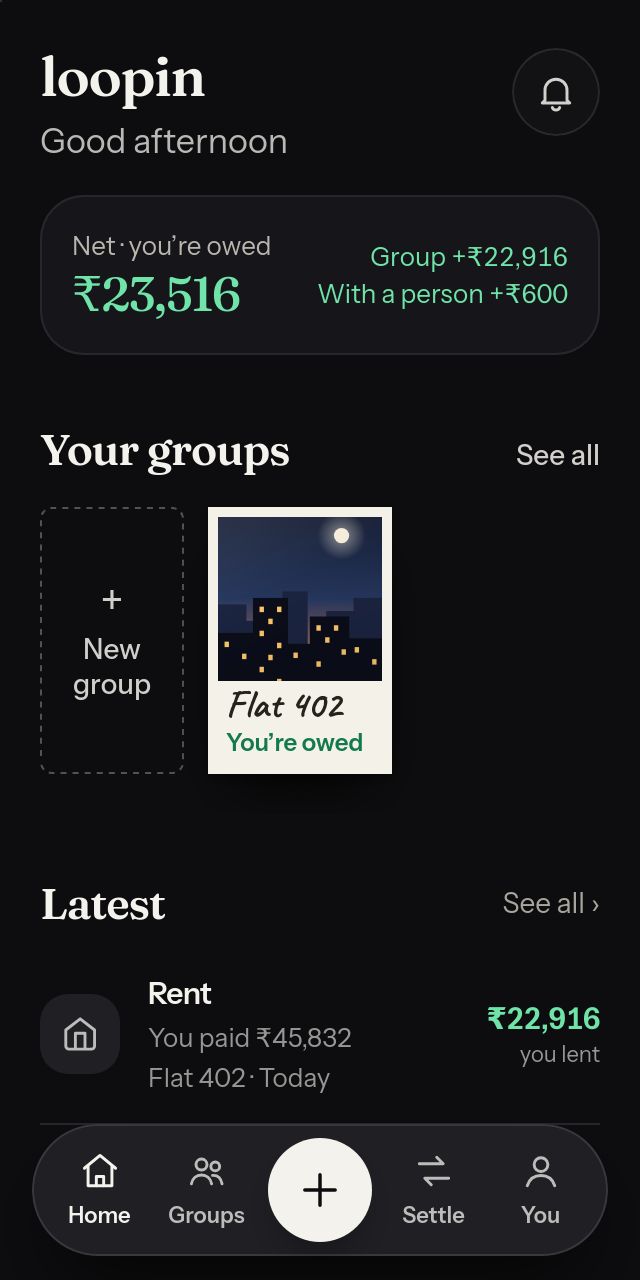 loopin
Good afternoon
Net · you’re owed
₹23,516
Group +₹22,916
With a person +₹600
Your groups
See all
+
New
group
Flat 402
You’re owed
Latest
See all ›
Rent
You paid ₹45,832
Flat 402 · Today
₹22,916
you lent
Home
Groups
Settle
You